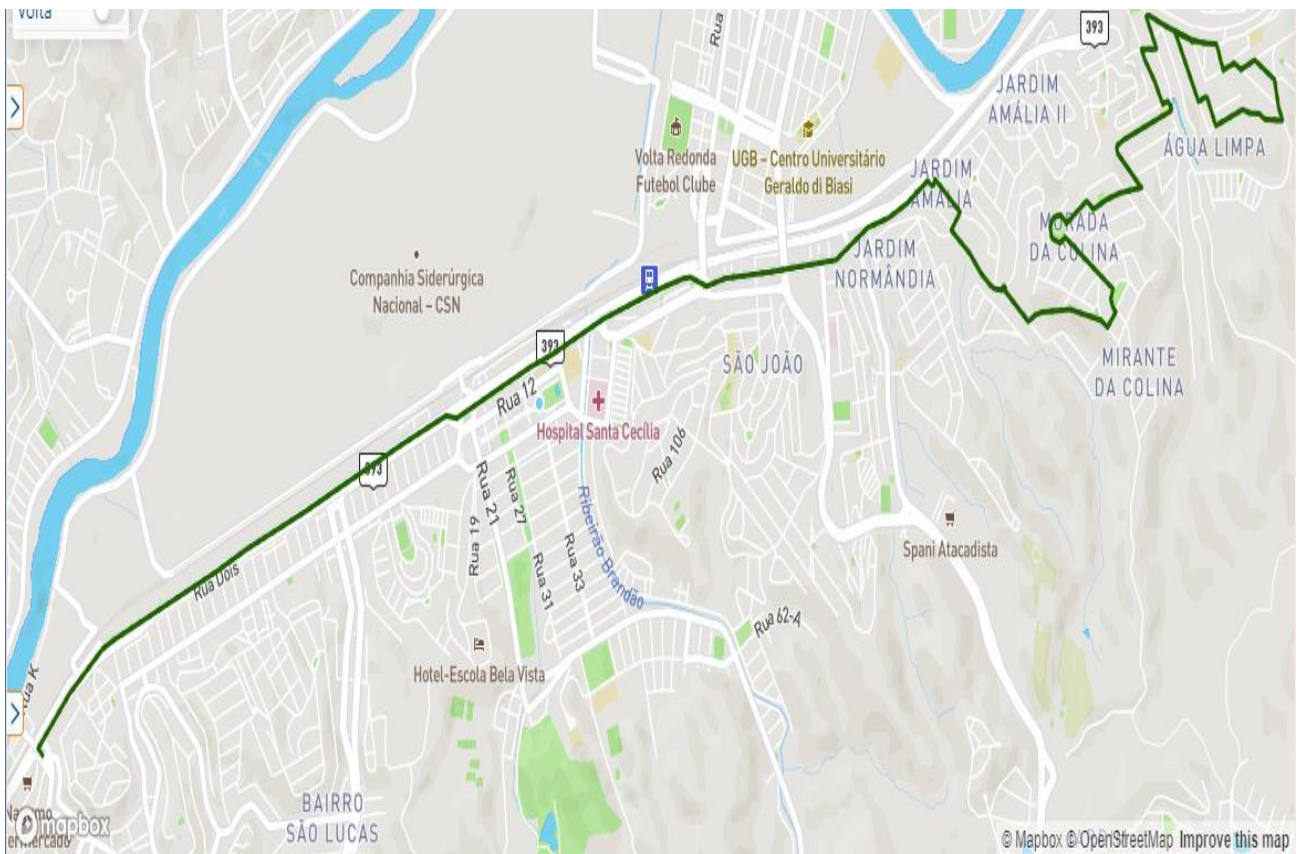 Volta
393
JARDIM
AMÁLIA II
Rua
ÁGUA LIMPA
Volta Redonda
Futebol Clube
UGB – Centro Universitário
Geraldo di Biasi
JARDIM
AMÁLIA
MORADA
DA COLINA
JARDIM
NORMÂNDIA
Companhia Siderúrgica
Nacional – CSN
393
SÃO JOÃO
MIRANTE
DA COLINA
Rua 12
Hospital Santa Cecília
Rua 106
393
Rua 19
Rua 21
Rua 27
Rua 31
Rua 33
Ribeirão Brandão
Spani Atacadista
Rua Dois
Rua 62-A
Hotel-Escola Bela Vista
Rua K
BAIRRO
SÃO LUCAS
mapbox
© Mapbox © OpenStreetMap Improve this map